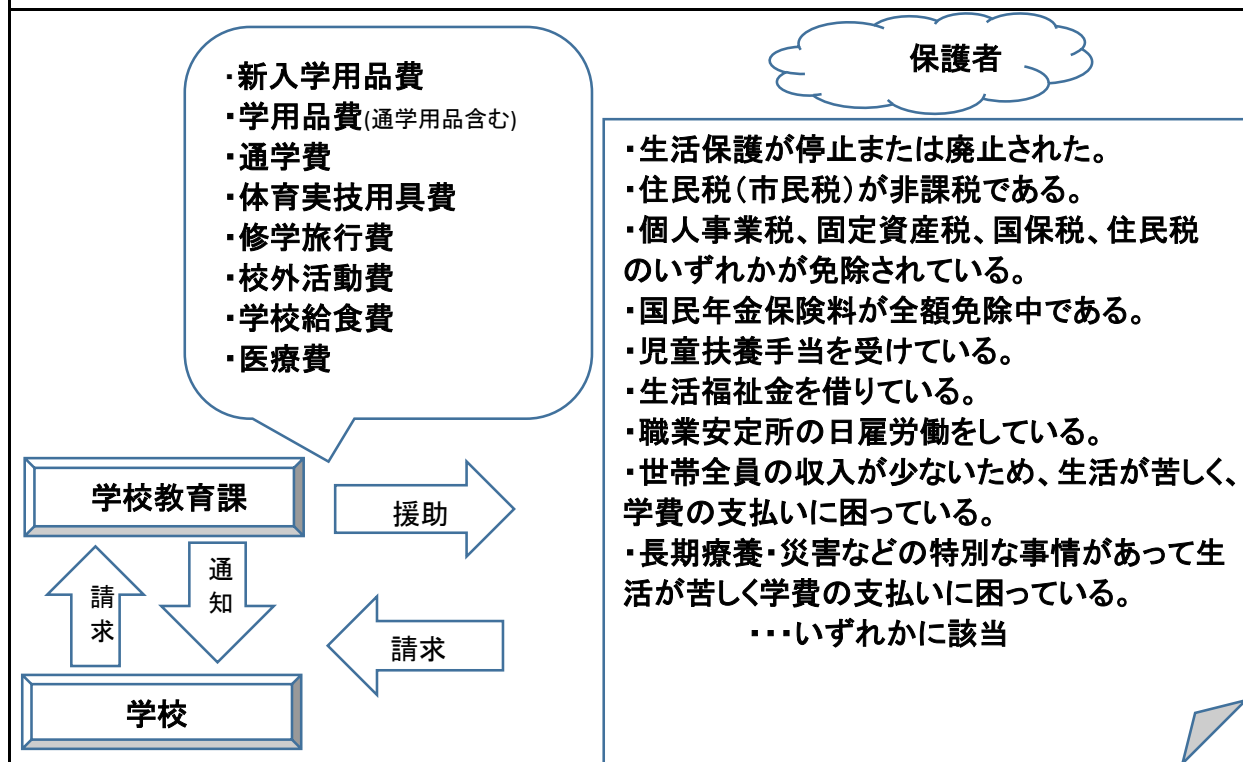 ・新入学用品費
・学用品費(通学用品含む)
・通学費
・体育実技用具費
・修学旅行費
・校外活動費
・学校給食費
・医療費
保護者
・生活保護が停止または廃止された。
・住民税(市民税)が非課税である。
・個人事業税、固定資産税、国保税、住民税
のいずれかが免除されている。
・国民年金保険料が全額免除中である。
・児童扶養手当を受けている。
・生活福祉金を借りている。
・職業安定所の日雇労働をしている。
・世帯全員の収入が少ないため、生活が苦しく、
学費の支払いに困っている。
・長期療養・災害などの特別な事情があって生
活が苦しく学費の支払いに困っている。
・・・いずれかに該当
学校教育課
援助
請求
通知
請求
学校